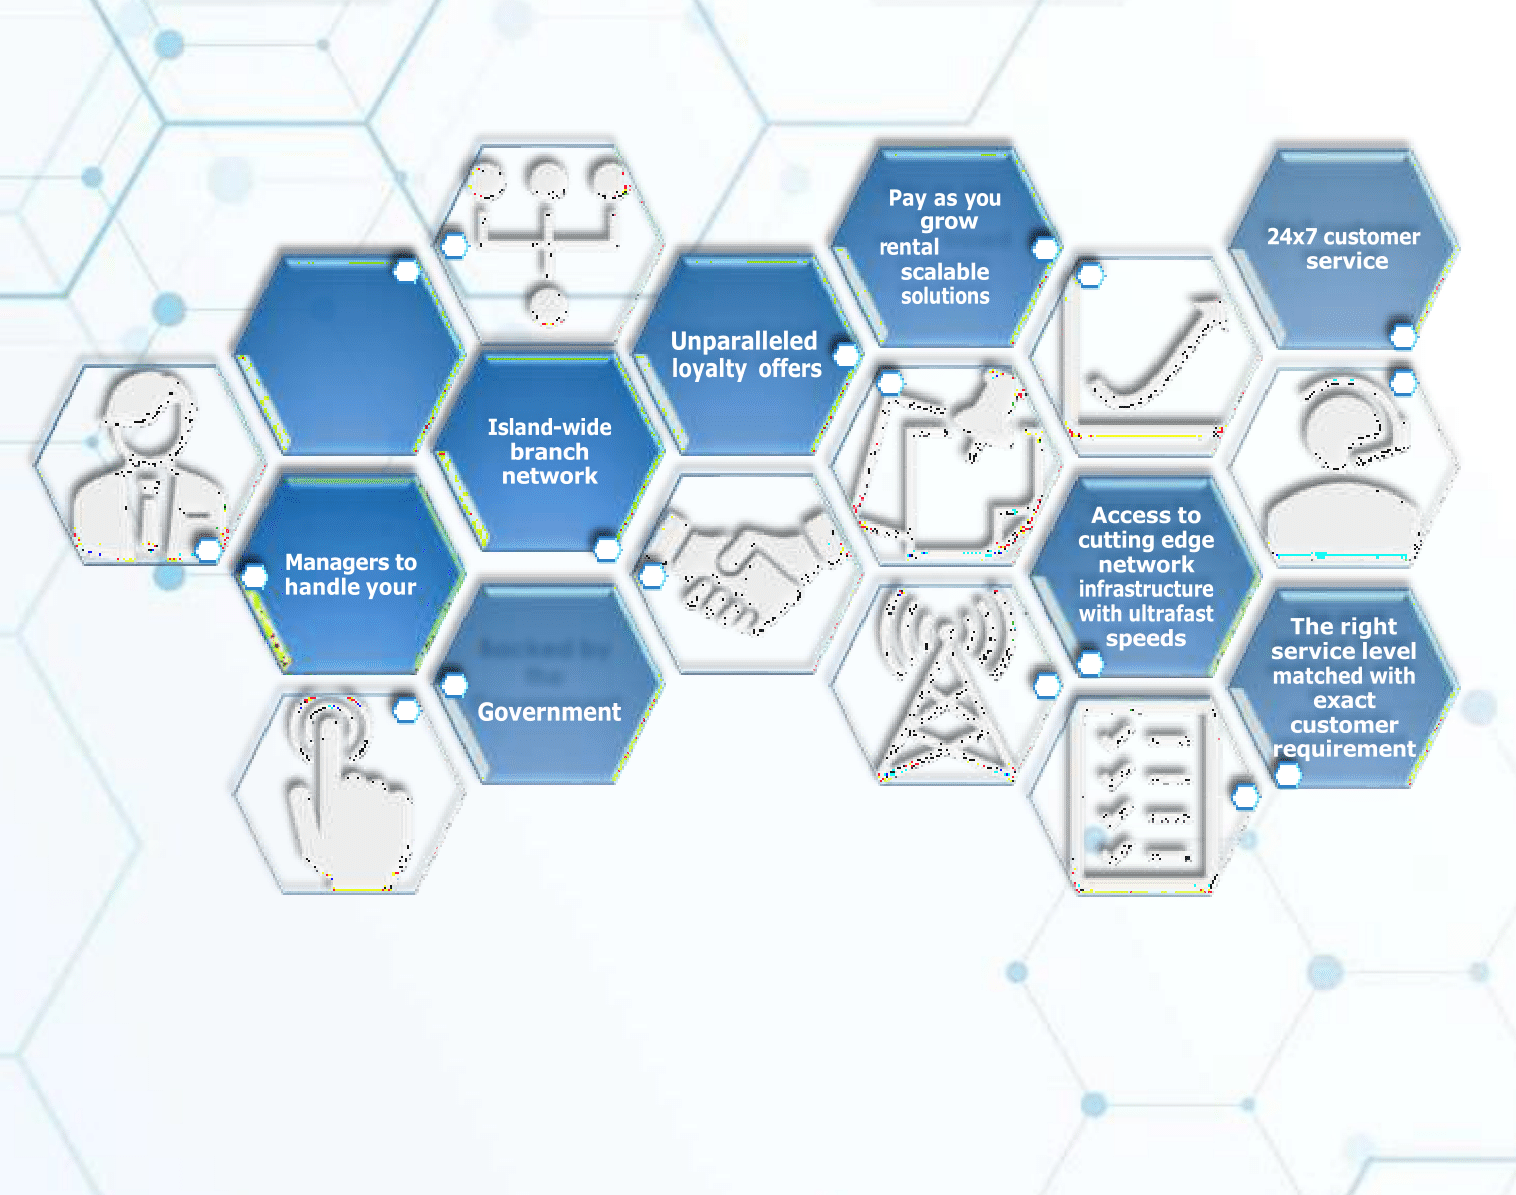 Managers to
handle your
Island-wide
branch
network
Government
Unparalleled
loyalty offers
Pay as you
grow
rental
scalable
solutions
Access to
cutting edge
network
infrastructure
with ultrafast
speeds
24x7 customer
service
The right
service level
matched with
exact
customer
requirement